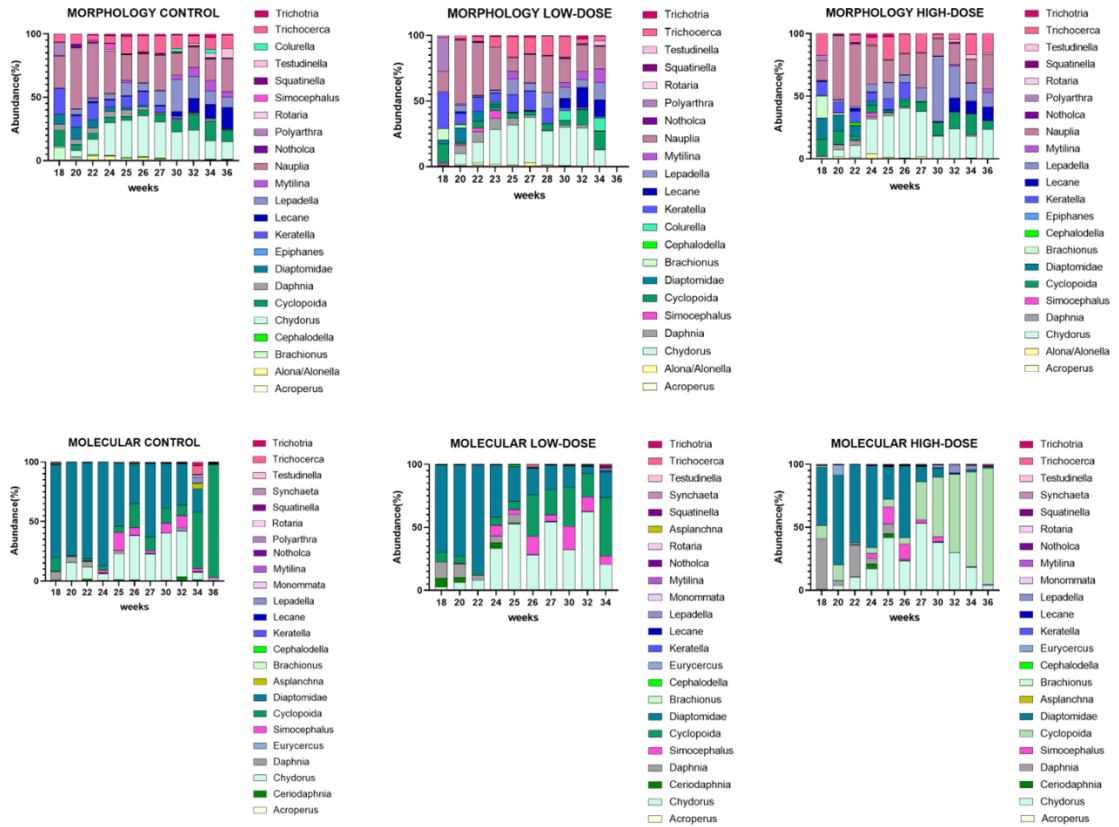 MORPHOLOGY CONTROL
Abundance(%)
100
50
0
18 20 22 24 25 26 27 30 32 34 36
weeks
Trichotria
Trichocerca
Colurella
Testudinella
Squatinella
Simocephalus
Rotaria
Polyarthra
Notholca
Nauplia
Mytilina
Lepadella
Lecane
Keratella
Epiphanes
Diaptomidae
Daphnia
Cyclopoida
Chydorus
Cephalodella
Brachionus
Alona/Alonella
Acroperus
MORPHOLOGY LOW-DOSE
Abundance(%)
100
50
0
18 20 22 23 25 26 27 28 30 32 34 36
weeks
Trichotria
Trichocerca
Testudinella
Squatinella
Rotaria
Polyarthra
Notholca
Nauplia
Mytilina
Lepadella
Lecane
Keratella
Colurella
Cephalodella
Brachionus
Diaptomidae
Cyclopoida
Simocephalus
Daphnia
Chydorus
Alona/Alonella
Acroperus
MORPHOLOGY HIGH-DOSE
Abundance(%)
100
50
0
18 20 22 24 25 26 27 30 32 34 36
weeks
Trichotria
Trichocerca
Testudinella
Squatinella
Rotaria
Polyarthra
Notholca
Nauplia
Mytilina
Lepadella
Lecane
Keratella
Epiphanes
Cephalodella
Brachionus
Diaptomidae
Cyclopoida
Simocephalus
Daphnia
Chydorus
Alona/Alonella
Acroperus
MOLECULAR CONTROL
Abundance(%)
100
50
0
18 20 22 24 25 26 27 30 32 34 36
weeks
Trichotria
Trichocerca
Testudinella
Synchaeta
Squatinella
Rotaria
Polyarthra
Notholca
Mytilina
Monommata
Lepadella
Lecane
Keratella
Cephalodella
Brachionus
Asplanchna
Diaptomidae
Cyclopoida
Simocephalus
Eurycercus
Daphnia
Chydorus
Ceriodaphnia
Acroperus
MOLECULAR LOW-DOSE
Abundance(%)
100
50
0
18 20 22 24 25 26 27 30 32 34
weeks
Trichotria
Trichocerca
Testudinella
Synchaeta
Squatinella
Asplanchna
Rotaria
Notholca
Mytilina
Monommata
Lepadella
Lecane
Keratella
Eurycercus
Cephalodella
Brachionus
Diaptomidae
Cyclopoida
Simocephalus
Daphnia
Ceriodaphnia
Chydorus
Acroperus
MOLECULAR HIGH-DOSE
Abundance(%)
100
50
0
18 20 22 24 25 26 27 30 32 34 36
weeks
Trichotria
Trichocerca
Testudinella
Synchaeta
Squatinella
Rotaria
Notholca
Mytilina
Monommata
Lepadella
Lecane
Keratella
Eurycercus
Cephalodella
Brachionus
Asplanchna
Diaptomidae
Cyclopoida
Simocephalus
Daphnia
Ceriodaphnia
Chydorus
Acroperus